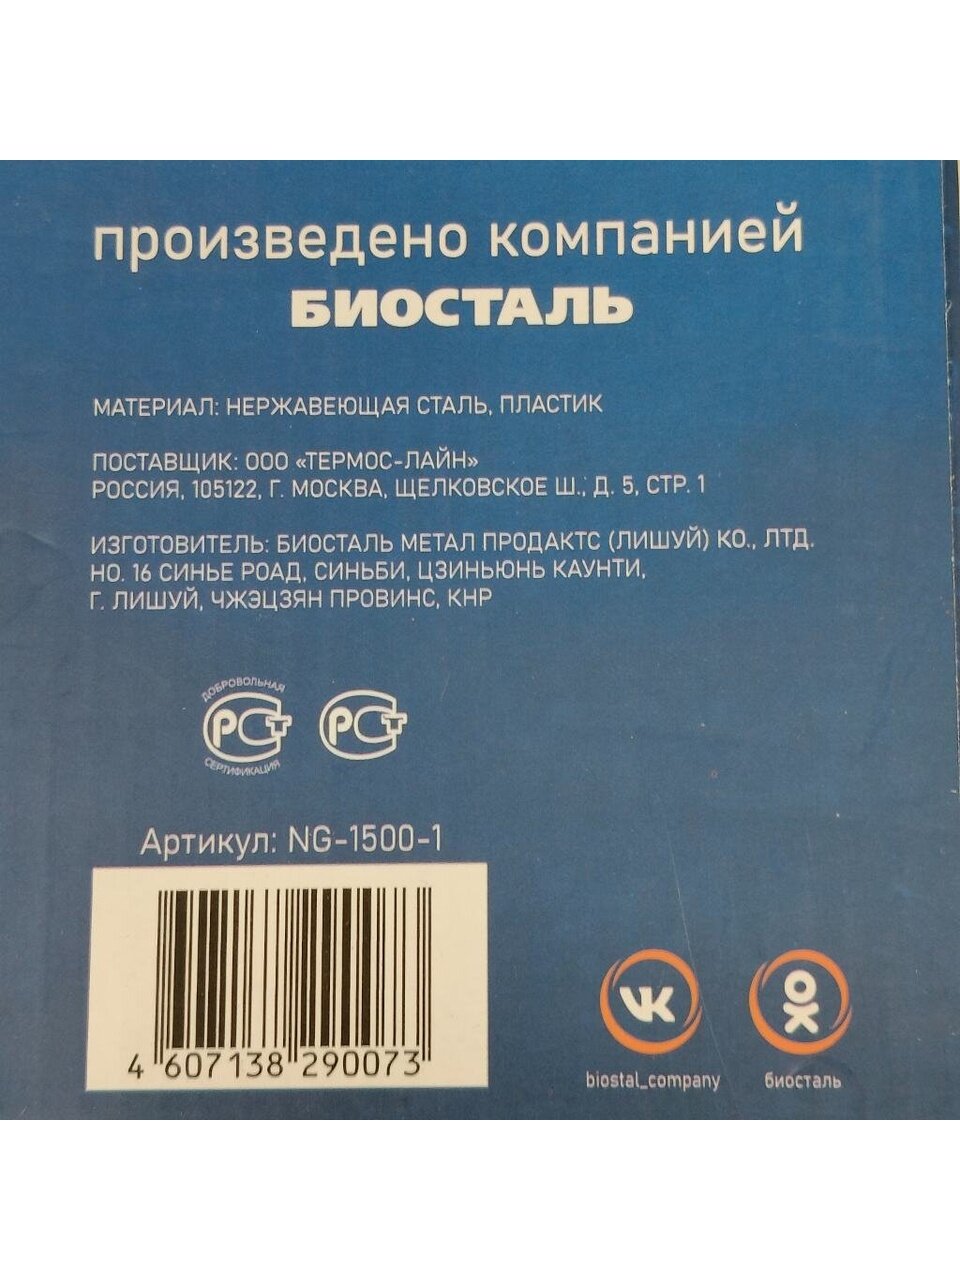 произведено компанией
БИОСТАЛЬ
МАТЕРИАЛ: НЕРЖАВЕЮЩАЯ СТАЛЬ, ПЛАСТИК
ПОСТАВЩИК: ООО «ТЕРМОС-ЛАЙН»
РОССИЯ, 105122, Г. МОСКВА, ЩЕЛКОВСКОЕ Ш., Д. 5, СТР. 1
ИЗГОТОВИТЕЛЬ: БИОСТАЛЬ МЕТАЛ ПРОДАКТС (ЛИШУЙ) КО., ЛТД.
НО. 16 СИНЬЕ РОАД, СИНЬБИ, ЦЗИНЬЮНЬ КАУНТИ,
Г. ЛИШУЙ, ЧЖЭЦЗЯН ПРОВИНС, КНР
ДОБРОВОЛЬНАЯ
РСТ РСТ
СЕРТИФИКАЦИЯ
Артикул: NG-1500-1
4 607138 290073
biostal_company биосталь